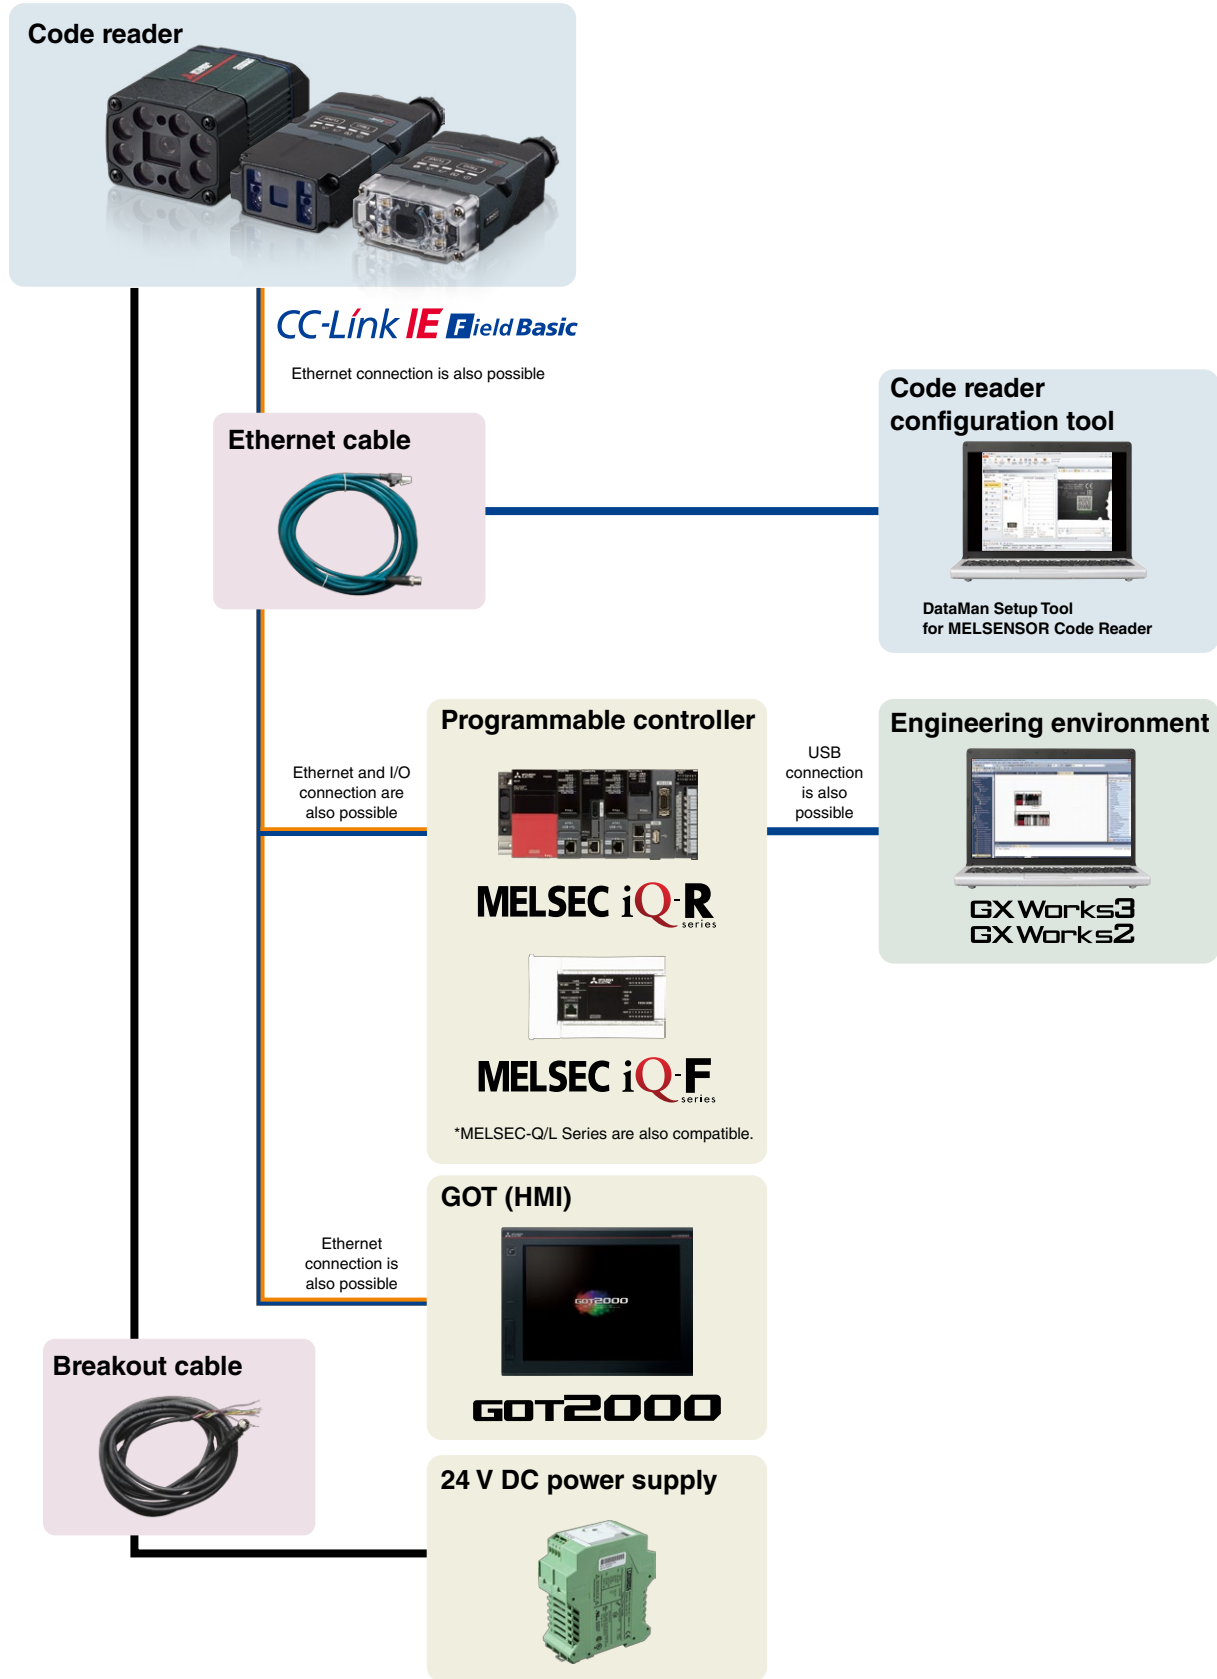 Code reader
CC-Link IE Field Basic
Ethernet connection is also possible
Ethernet cable
Code reader
configuration tool
DataMan Setup Tool
for MELSENSOR Code Reader
Programmable controller
Ethernet and I/O
connection are
also possible
MELSEC iQ-R
series
MELSEC iQ-F
series
*MELSEC-Q/L Series are also compatible.
USB
connection
is also
possible
Engineering environment
GX Works3
GX Works2
GOT (HMI)
Ethernet
connection is
also possible
GOT2000
GOT2000
Breakout cable
24 V DC power supply